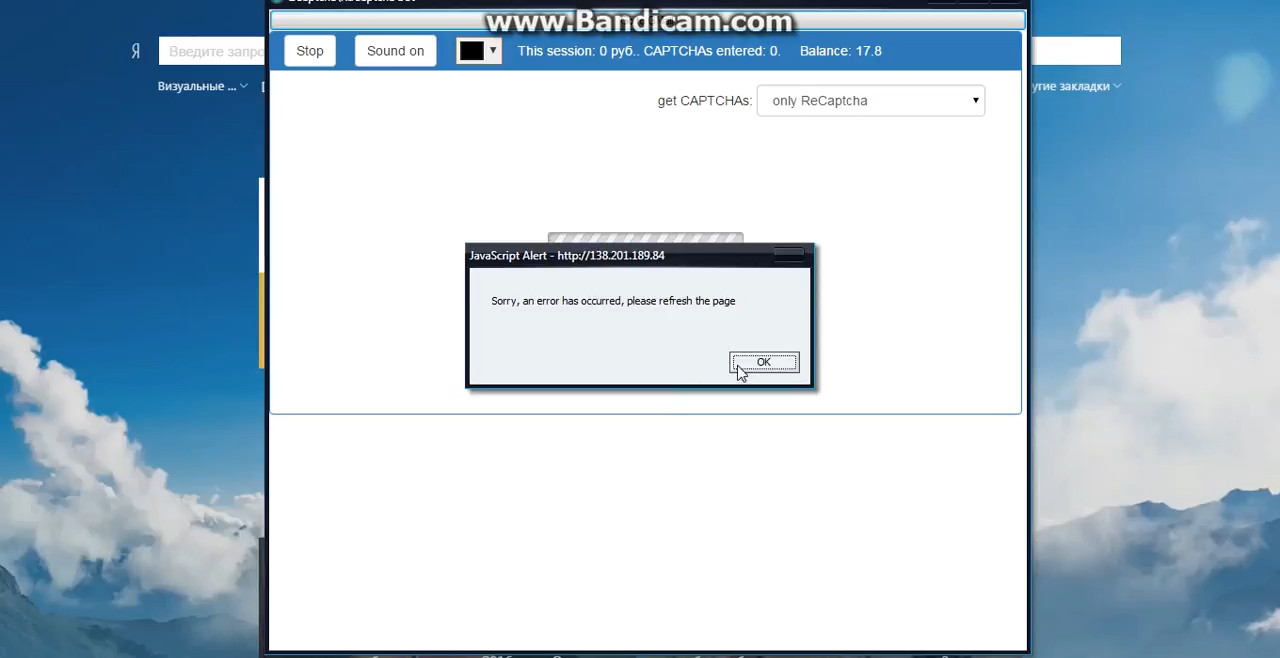 www.Bandicam.com
Я
Введите запро
Stop
Sound on
This session: 0 руб.. CAPTCHAs entered: 0.
Balance: 17.8
Визуальные ...
угие закладки
get CAPTCHAs:
only ReCaptcha
JavaScript Alert - http://138.201.189.84
Sorry, an error has occurred, please refresh the page
OK